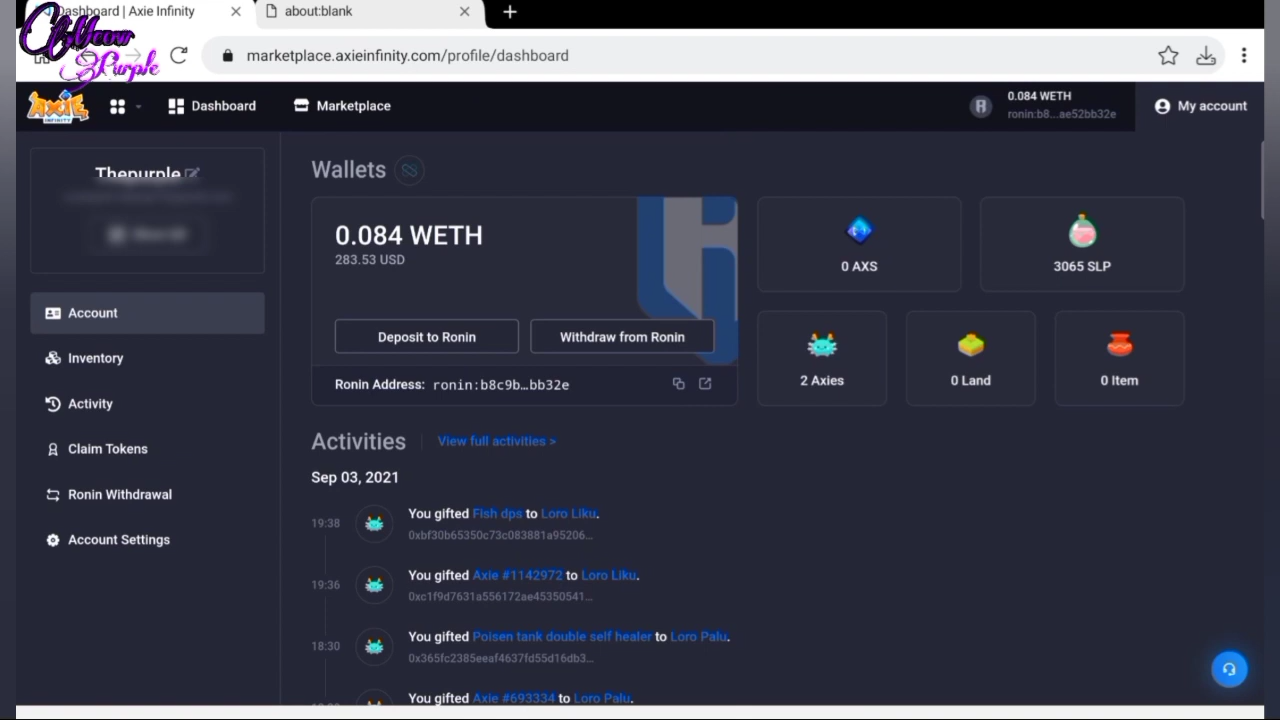 Dashboard | Axie Infinity
about:blank
Meow
Purple
marketplace.axieinfinity.com/profile/dashboard
AXIE
INFINITY
Dashboard
Marketplace
0.084 WETH
ronin:b8...ae52bb32e
My account
Thepurple
Account
Inventory
Activity
Claim Tokens
Ronin Withdrawal
Account Settings
Wallets
0.084 WETH
283.53 USD
Deposit to Ronin
Withdraw from Ronin
Ronin Address: ronin:b8c9b…bb32e
0 AXS
3065 SLP
2 Axies
0 Land
0 Item
Activities
View full activities >
Sep 03, 2021
19:38
You gifted Fish dps to Loro Liku.
0xbf30b65350c73c083881a95206...
19:36
You gifted Axie #1142972 to Loro Liku.
0xc1f9d7631a556172ae45350541...
18:30
You gifted Poisen tank double self healer to Loro Palu.
0x365fc2385eeaf4637fd55d16db3...
You gifted Axie #693334 to Loro Palu.